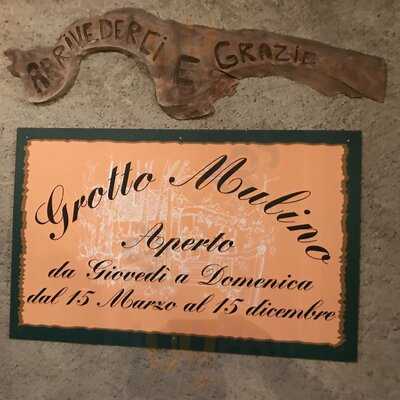 ARRIVEDERCI E GRAZIE
Grotto Mulino
Aperto
da Giovedì a Domenica
dal 15 Marzo al 15 dicembre